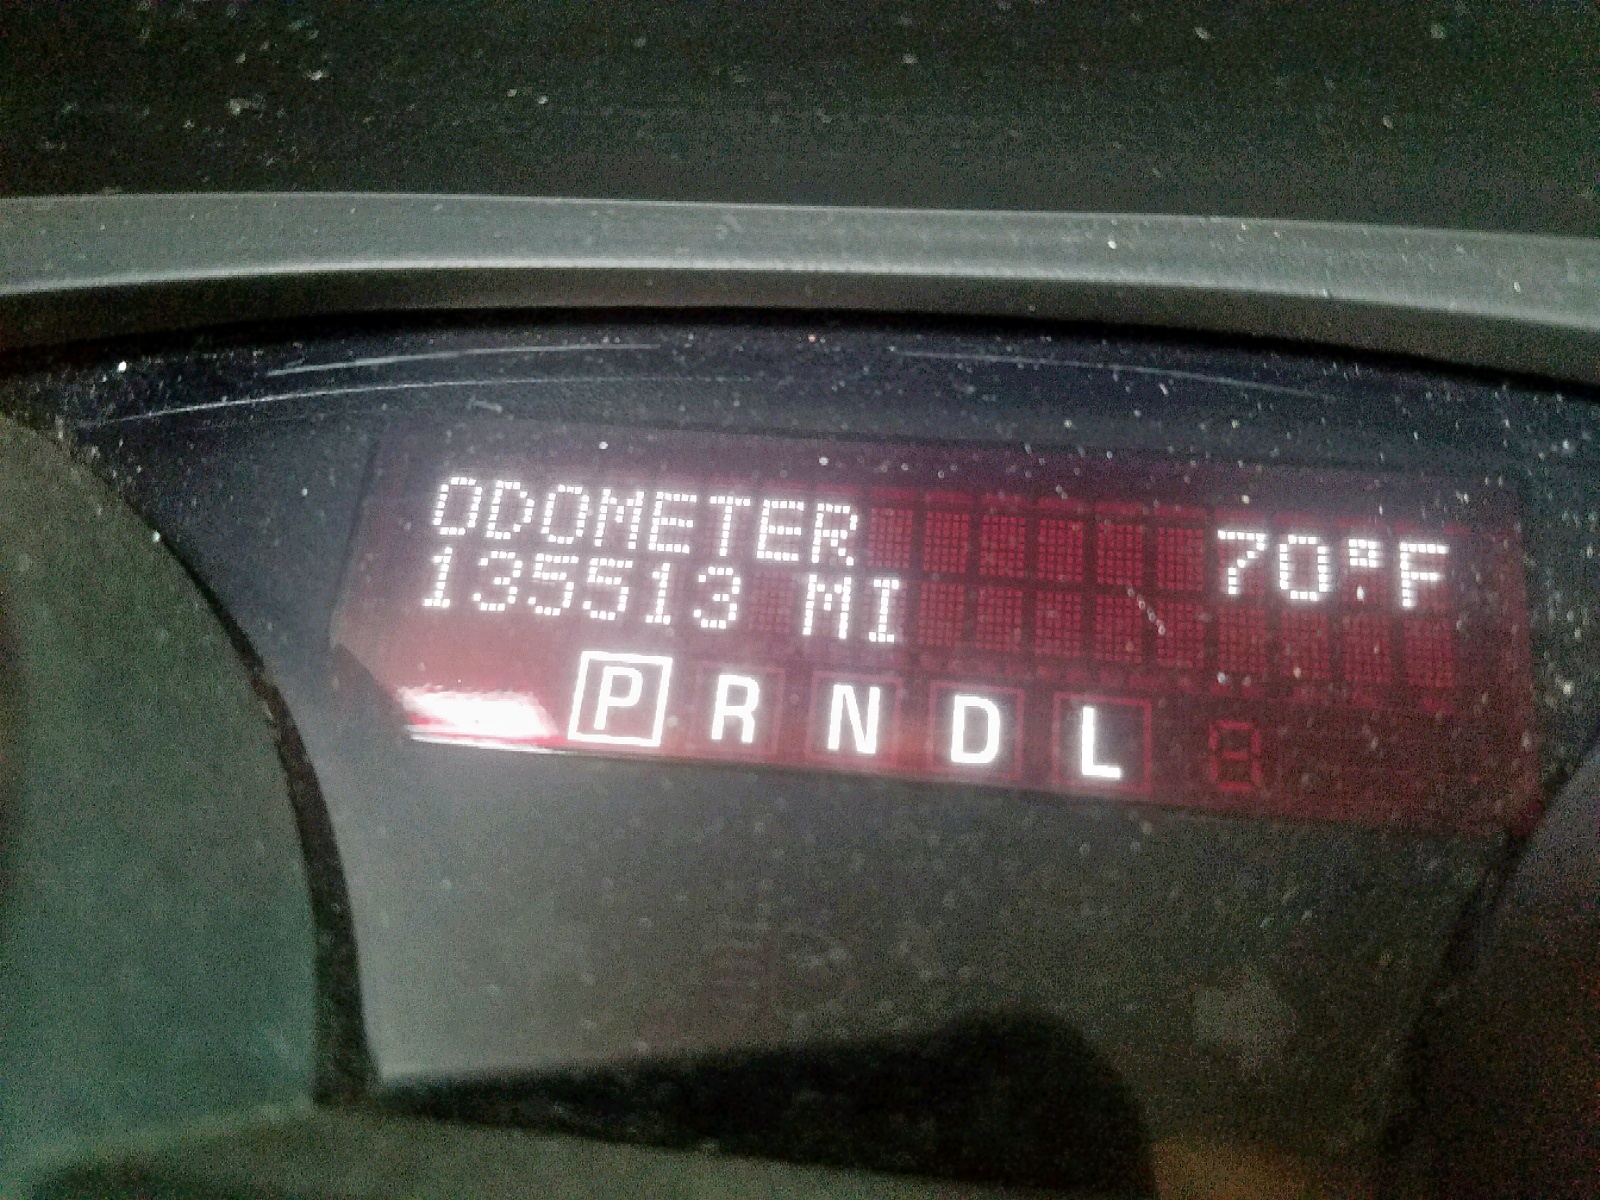 ODOMETER 70°F
135513 MI
P R N D L